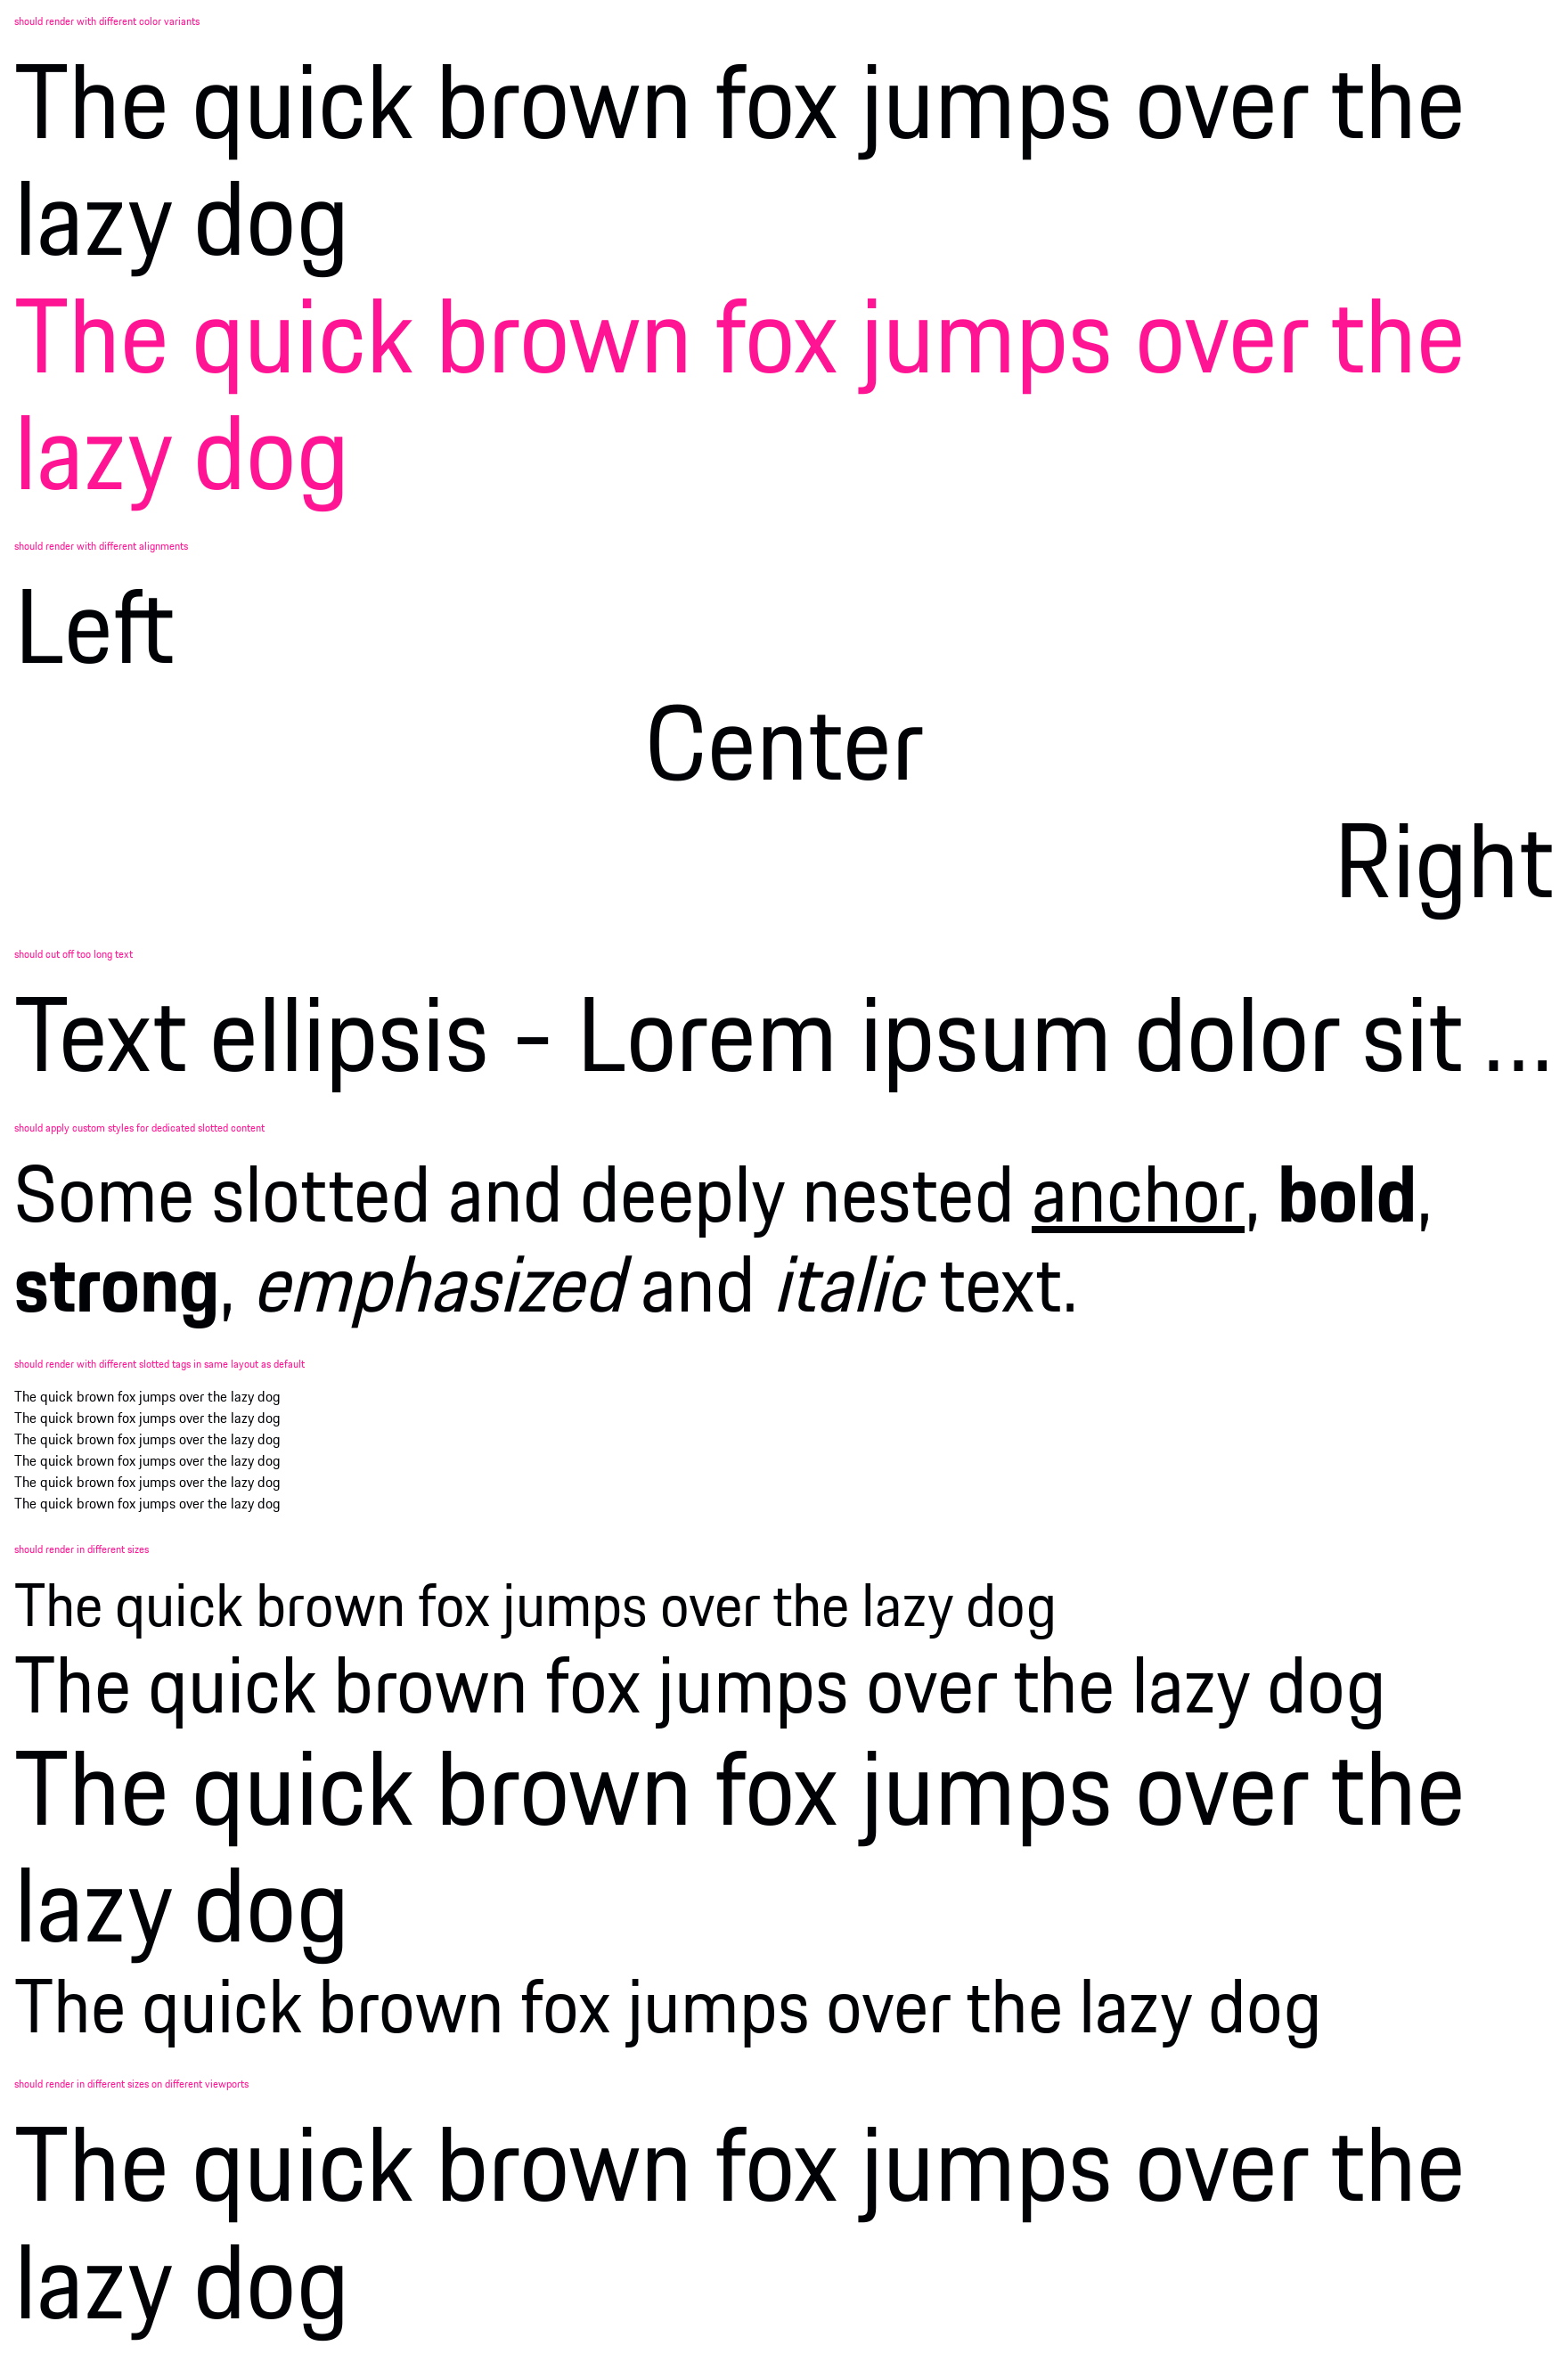 should render with different color variants
The quick brown fox jumps over the
lazy dog
The quick brown fox jumps over the
lazy dog
should render with different alignments
Left
Center
Right
should cut off too long text
Text ellipsis - Lorem ipsum dolor sit ...
should apply custom styles for dedicated slotted content
Some slotted and deeply nested anchor, bold,
strong, emphasized and italic text.
should render with different slotted tags in same layout as default
The quick brown fox jumps over the lazy dog
The quick brown fox jumps over the lazy dog
The quick brown fox jumps over the lazy dog
The quick brown fox jumps over the lazy dog
The quick brown fox jumps over the lazy dog
The quick brown fox jumps over the lazy dog
should render in different sizes
The quick brown fox jumps over the lazy dog
The quick brown fox jumps over the lazy dog
The quick brown fox jumps over the
lazy dog
The quick brown fox jumps over the lazy dog
should render in different sizes on different viewports
The quick brown fox jumps over the
lazy dog